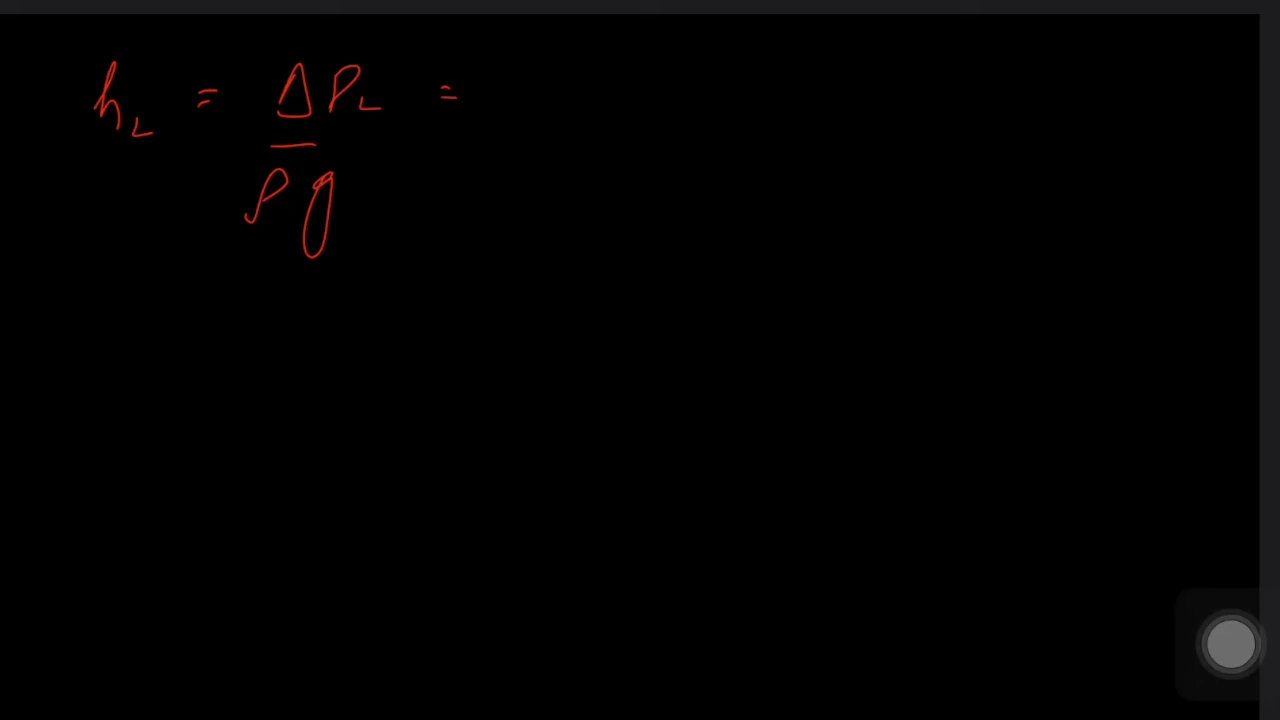 h_L = ΔP_L =
ρg